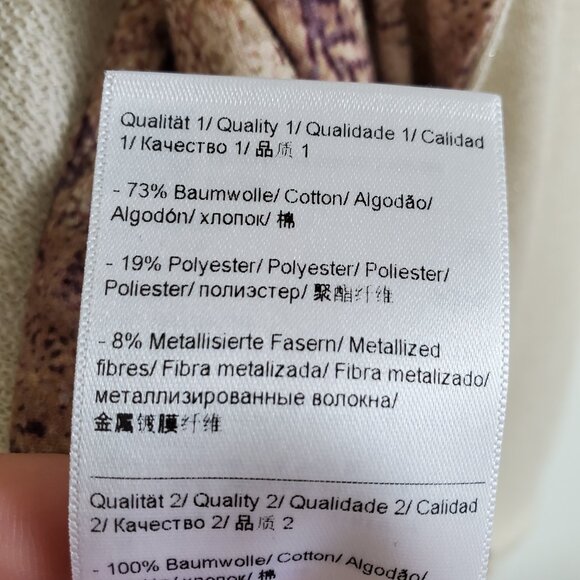 Qualität 1/ Quality 1/ Qualidade 1/ Calidad
1/ Качество 1/ 品质 1
- 73% Baumwolle/ Cotton/ Algodão/
Algodón/ хлопок/ 棉
- 19% Polyester/ Polyester/ Poliester/
Poliester/ полиэстер/ 聚酯纤维
- 8% Metallisierte Fasern/ Metallized
fibres/ Fibra metalizada/ Fibra metalizado/
металлизированные волокна/
金属镀膜纤维
Qualität 2/ Quality 2/ Qualidade 2/ Calidad
2/ Качество 2/ 品质 2
- 100% Baumwolle/ Cotton/ Algodão/
хлопок/ 棉